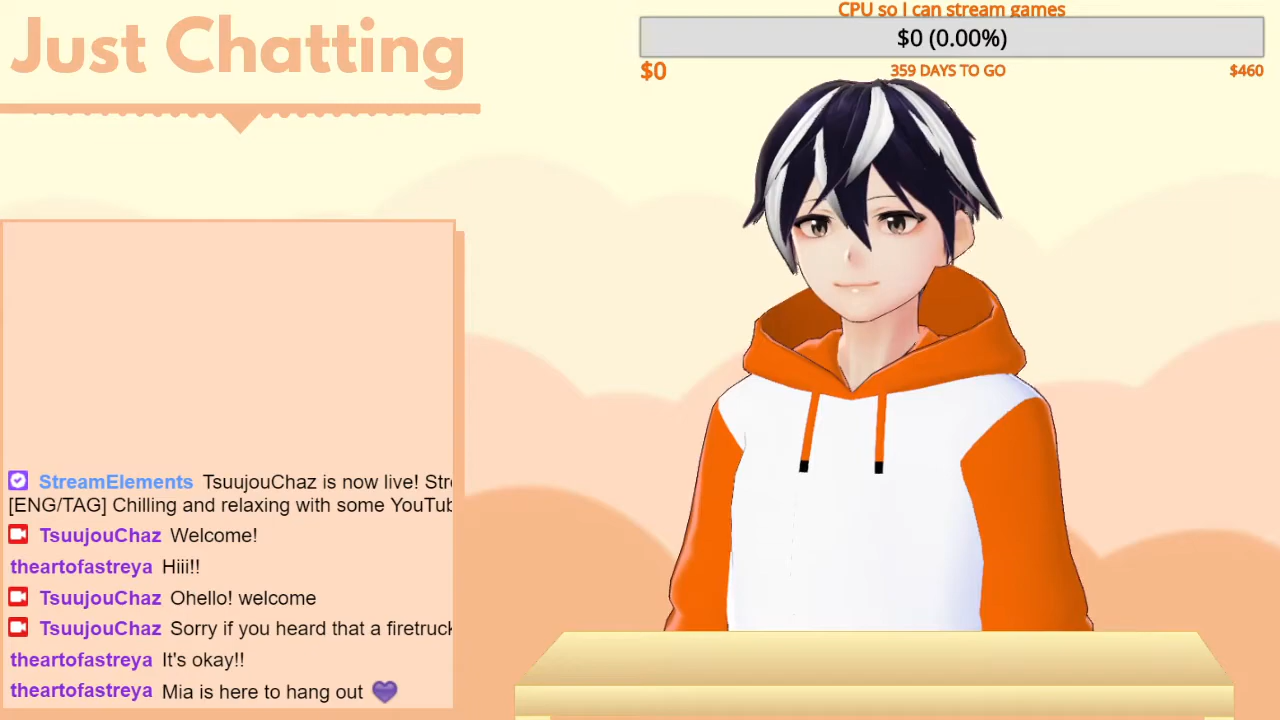 Just Chatting
CPU so I can stream games
$0 (0.00%)
$0
359 DAYS TO GO
$460
StreamElements TsuujouChaz is now live! Str
[ENG/TAG] Chilling and relaxing with some YouTub
TsuujouChaz Welcome!
theartofastreya Hiii!!
TsuujouChaz Ohello! welcome
TsuujouChaz Sorry if you heard that a firetruck
theartofastreya It's okay!!
theartofastreya Mia is here to hang out 💜